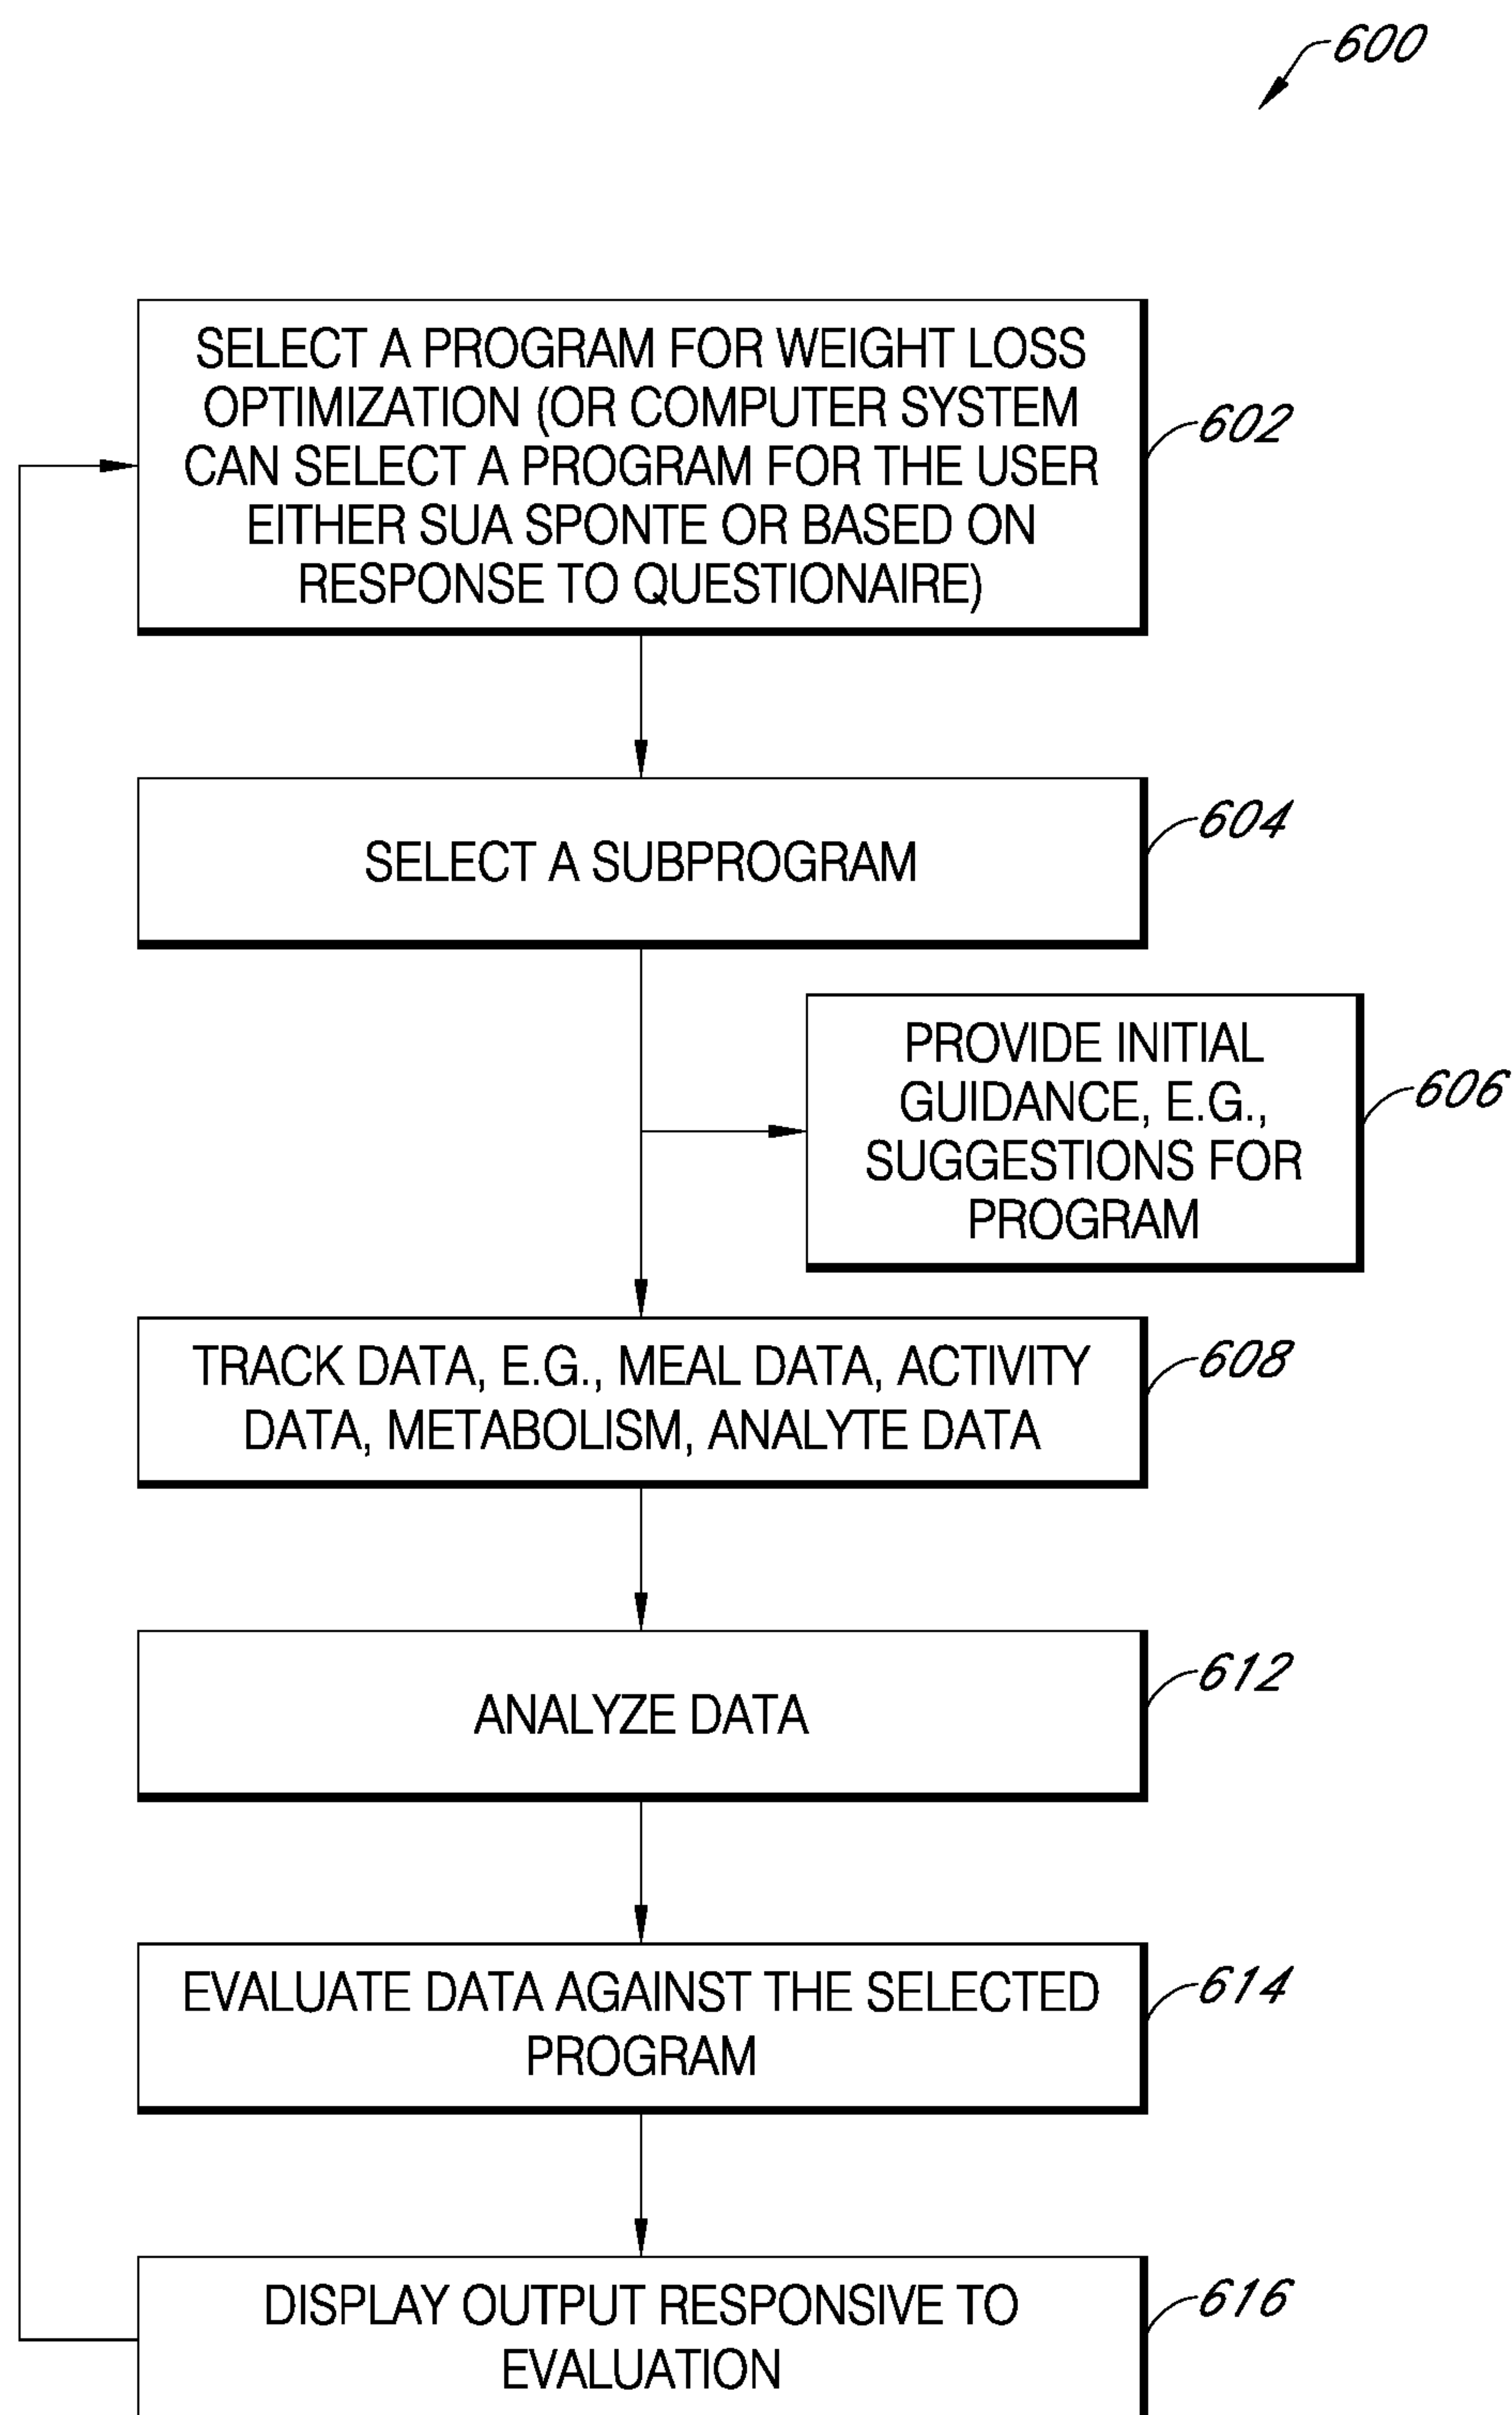 600
SELECT A PROGRAM FOR WEIGHT LOSS
OPTIMIZATION (OR COMPUTER SYSTEM
CAN SELECT A PROGRAM FOR THE USER
EITHER SUA SPONTE OR BASED ON
RESPONSE TO QUESTIONAIRE)
602
SELECT A SUBPROGRAM
604
PROVIDE INITIAL
GUIDANCE, E.G.,
SUGGESTIONS FOR
PROGRAM
606
TRACK DATA, E.G., MEAL DATA, ACTIVITY
DATA, METABOLISM, ANALYTE DATA
608
ANALYZE DATA
612
EVALUATE DATA AGAINST THE SELECTED
PROGRAM
614
DISPLAY OUTPUT RESPONSIVE TO
EVALUATION
616